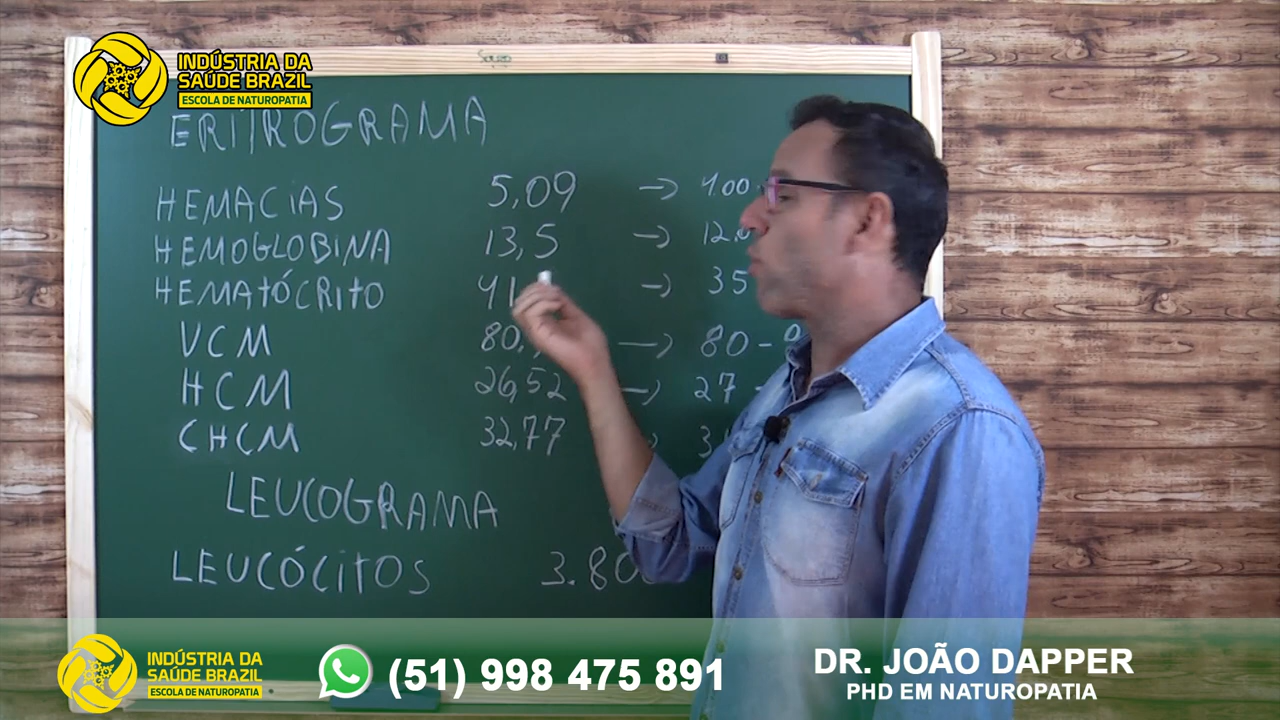 INDÚSTRIA DA
SAÚDE BRAZIL
ESCOLA DE NATUROPATIA
ERITROGRAMA
HEMACIAS 5,09 → 4.00
HEMOGLOBINA 13,5 → 12.0
HEMATÓCRITO 41 → 35
VCM 80, → 80 -
HCM 26,52 → 27 -
CHCM 32,77 →
LEUCOGRAMA
LEUCÓCITOS 3.80
INDÚSTRIA DA
SAÚDE BRAZIL
ESCOLA DE NATUROPATIA
(51) 998 475 891
DR. JOÃO DAPPER
PHD EM NATUROPATIA